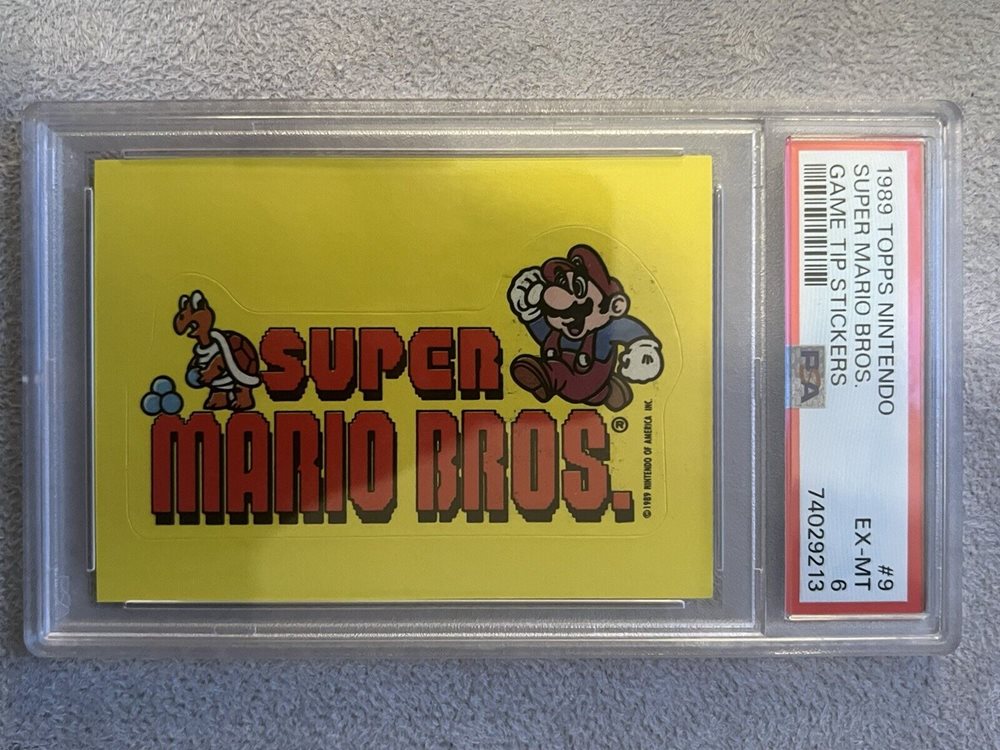 SUPER
MARIO BROS.®
©1989 NINTENDO OF AMERICA INC.
1989 TOPPS NINTENDO
SUPER MARIO BROS.
GAME TIP STICKERS
PSA
#9
EX-MT
6
74029213